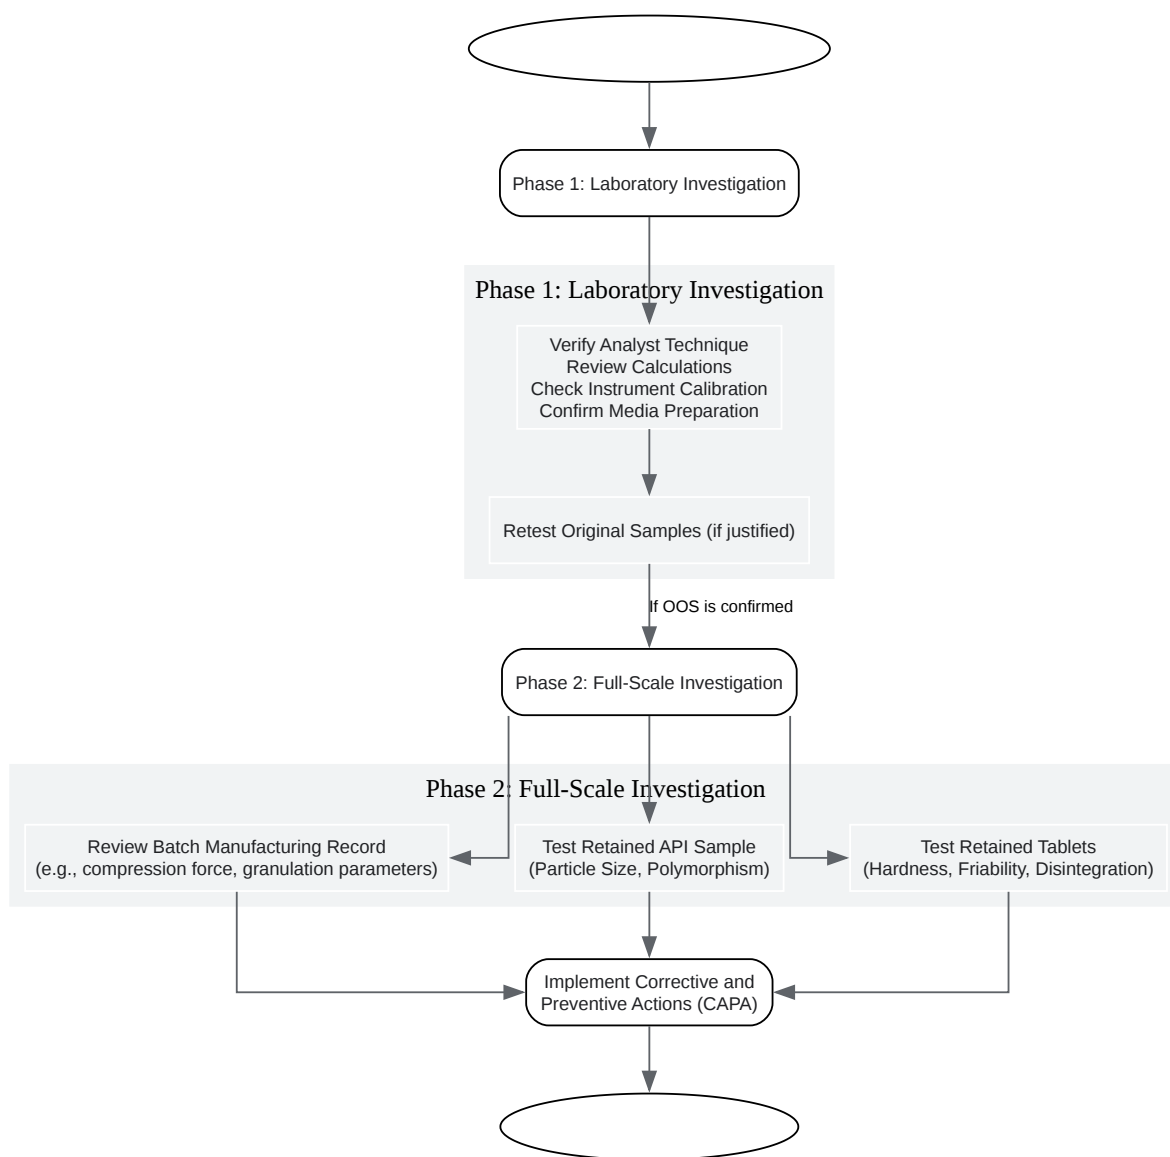 Phase 1: Laboratory Investigation
Phase 1: Laboratory Investigation
Verify Analyst Technique
Review Calculations
Check Instrument Calibration
Confirm Media Preparation
Retest Original Samples (if justified)
If OOS is confirmed
Phase 2: Full-Scale Investigation
Phase 2: Full-Scale Investigation
Review Batch Manufacturing Record
(e.g., compression force, granulation parameters)
Test Retained API Sample
(Particle Size, Polymorphism)
Test Retained Tablets
(Hardness, Friability, Disintegration)
Implement Corrective and
Preventive Actions (CAPA)